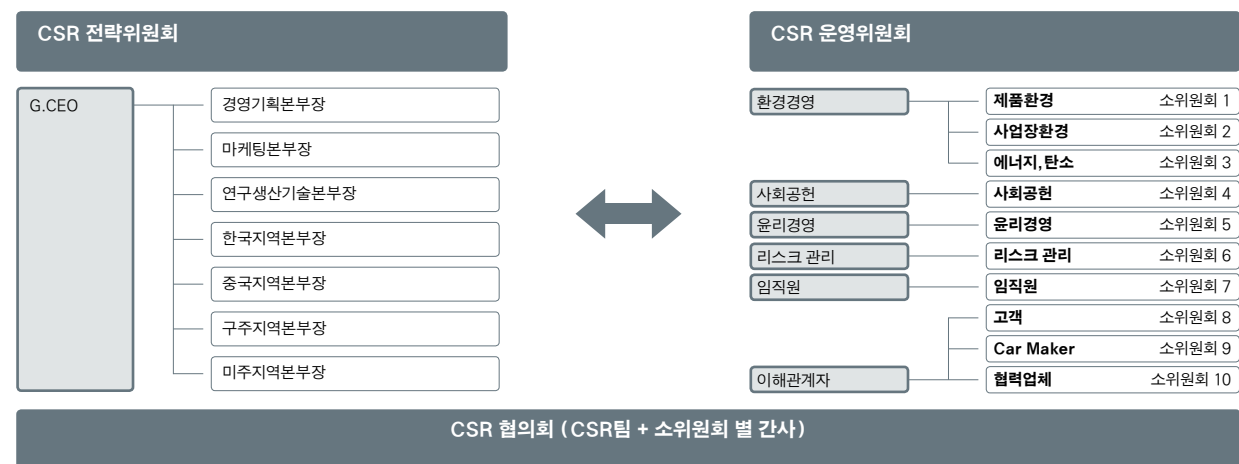 CSR 전략위원회
G.CEO
경영기획본부장
마케팅본부장
연구생산기술본부장
한국지역본부장
중국지역본부장
구주지역본부장
미주지역본부장
CSR 운영위원회
환경경영
제품환경 소위원회 1
사업장환경 소위원회 2
에너지, 탄소 소위원회 3
사회공헌
사회공헌 소위원회 4
윤리경영
윤리경영 소위원회 5
리스크 관리
리스크 관리 소위원회 6
임직원
임직원 소위원회 7
고객 소위원회 8
Car Maker 소위원회 9
이해관계자
협력업체 소위원회 10
CSR 협의회 (CSR팀 + 소위원회 별 간사)